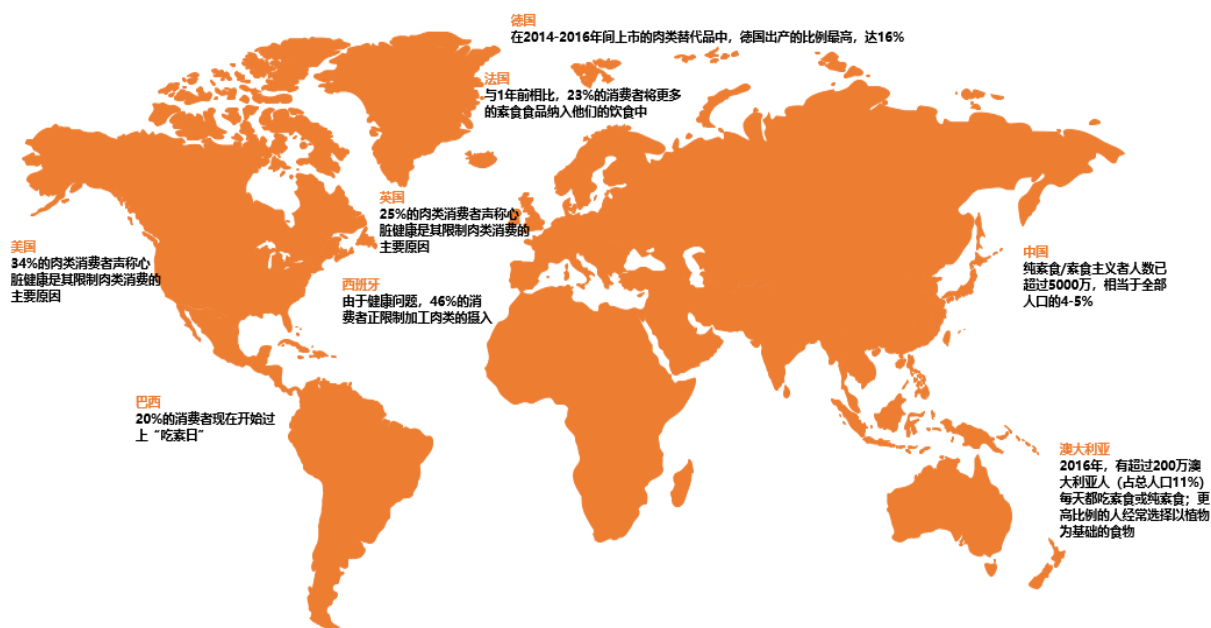 德国
在2014-2016年间上市的肉类替代品中，德国出产的比例最高，达16%
法国
与1年前相比，23%的消费者将更多
的素食食品纳入他们的饮食中
英国
25%的肉类消费者声称心
脏健康是其限制肉类消费的
主要原因
美国
34%的肉类消费者声称心
脏健康是其限制肉类消费的
主要原因
西班牙
由于健康问题，46%的消
费者正限制加工肉类的摄入
中国
纯素食/素食主义者人数已
超过5000万，相当于全部
人口的4-5%
巴西
20%的消费者现在开始过
上“吃素日”
澳大利亚
2016年，有超过200万澳
大利亚人（占总人口11%）
每天都吃素食或纯素食；更
高比例的人经常选择以植物
为基础的食物